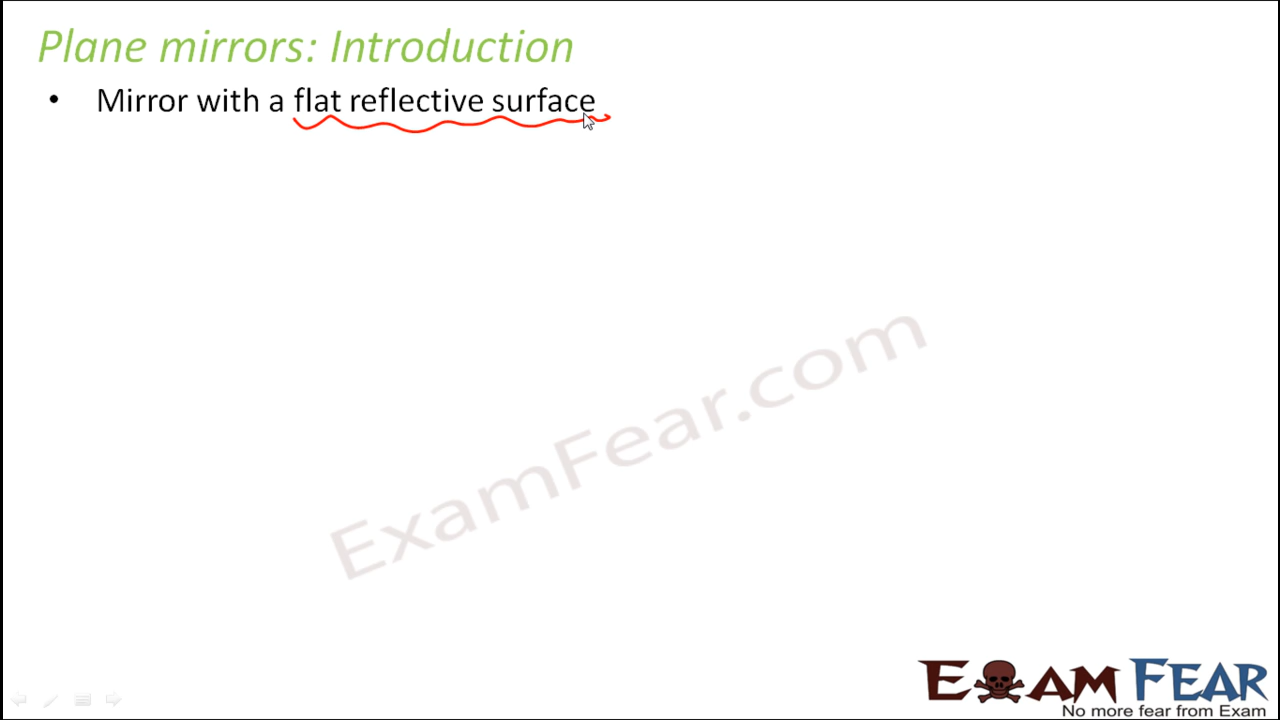 Plane mirrors: Introduction
• Mirror with a flat reflective surface
ExamFear.com
EXAM FEAR
No more fear from Exam